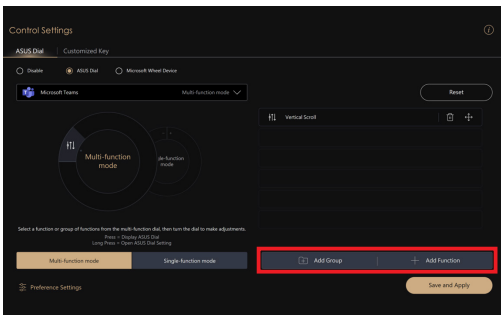 Control Settings
ASUS Dial
Customized Key
Disable
ASUS Dial
Microsoft Wheel Device
Microsoft Teams
Multi-function mode
Reset
Vertical Scroll
Multi-function
mode
gle-function
mode
Select a function or group of functions from the multi-function dial, then turn the dial to make adjustments.
Press = Display ASUS Dial
Long Press = Open ASUS Dial Setting
Multi-function mode
Single-function mode
Add Group
Add Function
Preference Settings
Save and Apply